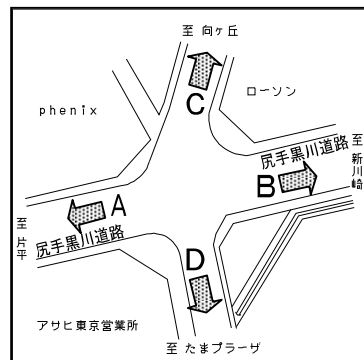 至 向ヶ丘
ローソン
phenix
C
尻手黒川道路
至 新川崎
B
A
至 片平
尻手黒川道路
D
アサヒ東京営業所
至 たまプラーザ